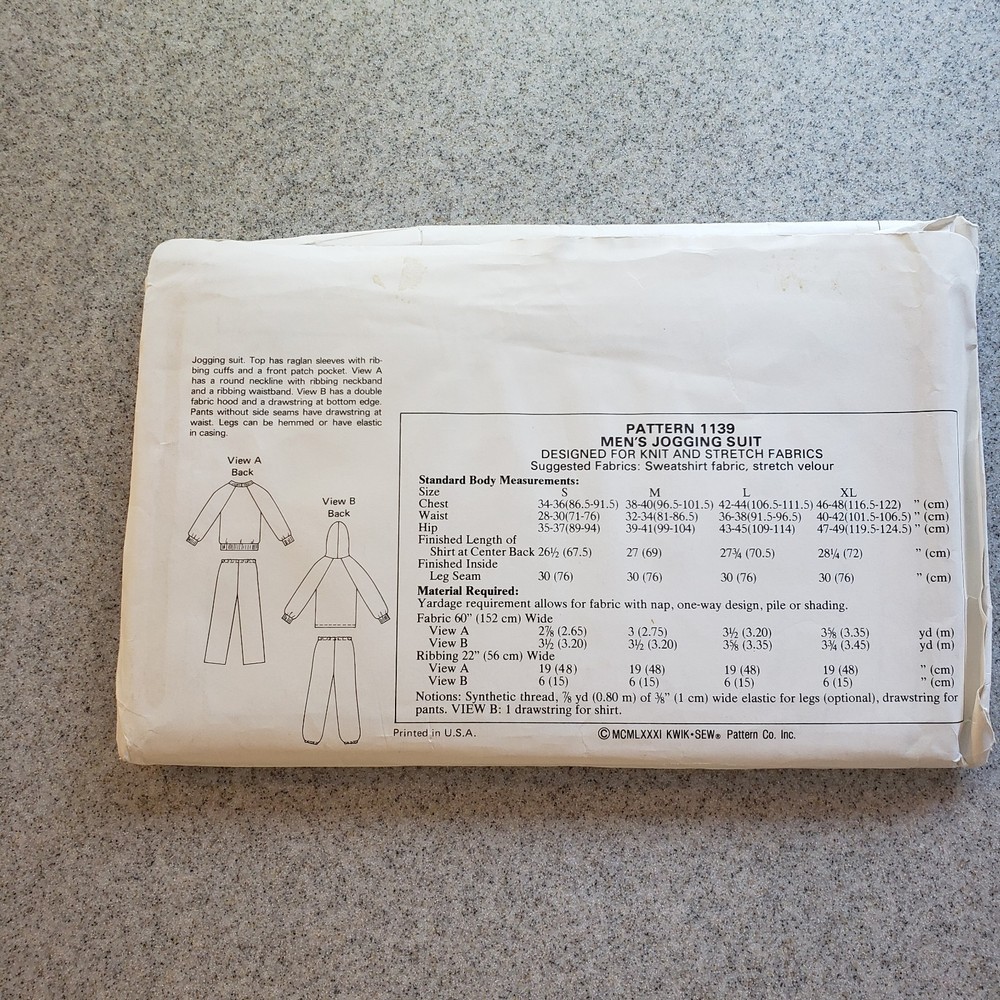 Jogging suit. Top has raglan sleeves with rib-
bing cuffs and a front patch pocket. View A
has a round neckline with ribbing neckband
and a ribbing waistband. View B has a double
fabric hood and a drawstring at bottom edge.
Pants without side seams have drawstring at
waist. Legs can be hemmed or have elastic
in casing.
View A
Back
View B
Back
PATTERN 1139
MEN'S JOGGING SUIT
DESIGNED FOR KNIT AND STRETCH FABRICS
Suggested Fabrics: Sweatshirt fabric, stretch velour
Standard Body Measurements:
Size S M L XL
Chest 34-36(86.5-91.5) 38-40(96.5-101.5) 42-44(106.5-111.5) 46-48(116.5-122) " (cm)
Waist 28-30(71-76) 32-34(81-86.5) 36-38(91.5-96.5) 40-42(101.5-106.5) " (cm)
Hip 35-37(89-94) 39-41(99-104) 43-45(109-114) 47-49(119.5-124.5) " (cm)
Finished Length of
Shirt at Center Back 26½ (67.5) 27 (69) 27¾ (70.5) 28¼ (72) " (cm)
Finished Inside
Leg Seam 30 (76) 30 (76) 30 (76) 30 (76) " (cm)
Material Required:
Yardage requirement allows for fabric with nap, one-way design, pile or shading.
Fabric 60" (152 cm) Wide
View A 2⅞ (2.65) 3 (2.75) 3½ (3.20) 3⅝ (3.35) yd (m)
View B 3½ (3.20) 3½ (3.20) 3⅝ (3.35) 3¾ (3.45) yd (m)
Ribbing 22" (56 cm) Wide
View A 19 (48) 19 (48) 19 (48) 19 (48) " (cm)
View B 6 (15) 6 (15) 6 (15) 6 (15) " (cm)
Notions: Synthetic thread, ⅞ yd (0.80 m) of ⅜" (1 cm) wide elastic for legs (optional), drawstring for
pants. VIEW B: 1 drawstring for shirt.
Printed in U.S.A. © MCMLXXXI KWIK•SEW® Pattern Co. Inc.